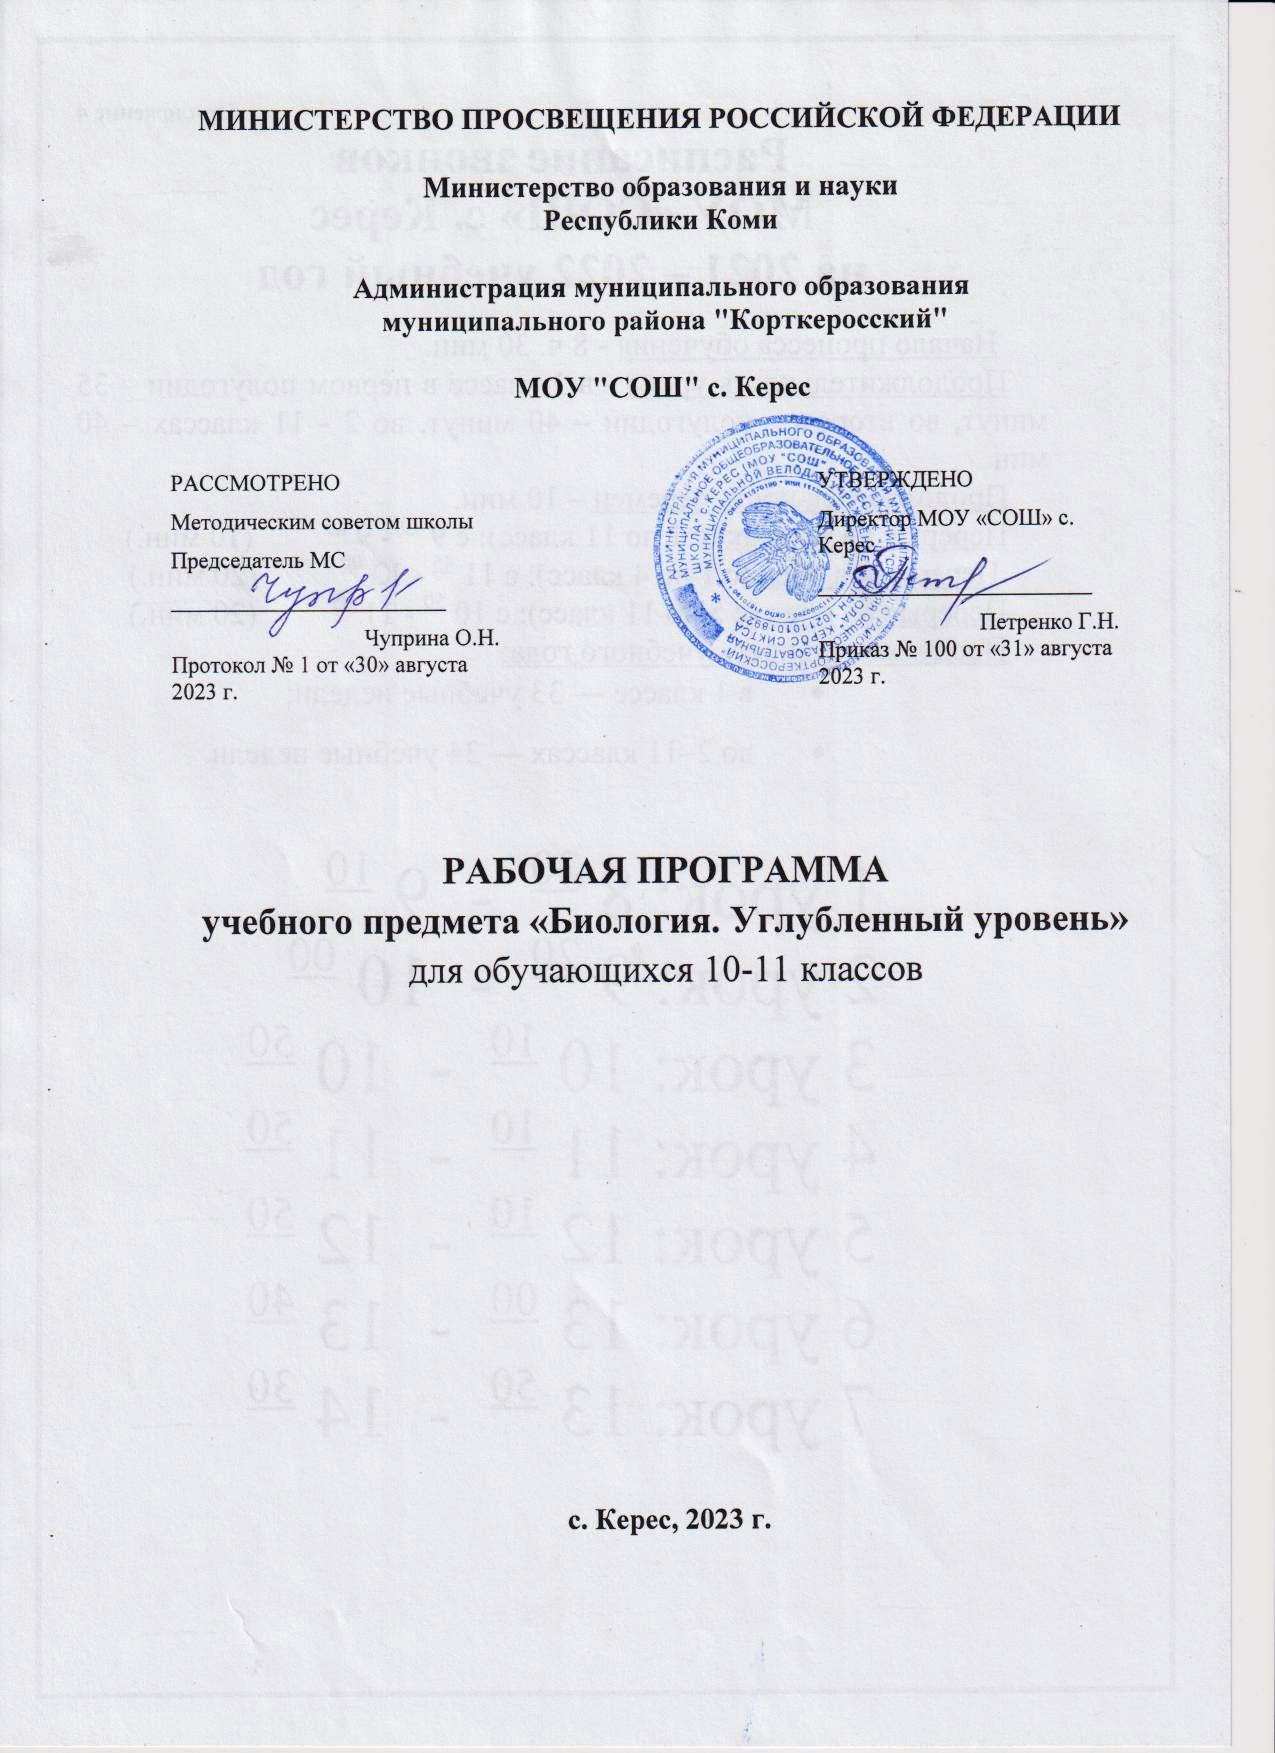 МИНИСТЕРСТВО ПРОСВЕЩЕНИЯ РОССИЙСКОЙ ФЕДЕРАЦИИ
Министерство образования и науки
Республики Коми
Администрация муниципального образования
муниципального района "Корткеросский"
МОУ "СОШ" с. Керес
РАССМОТРЕНО
Методическим советом школы
Председатель МС
Чуприна О.Н.
Протокол № 1 от «30» августа
2023 г.
УТВЕРЖДЕНО
Директор МОУ «СОШ» с.
Керес
Петренко Г.Н.
Приказ № 100 от «31» августа
2023 г.
РАБОЧАЯ ПРОГРАММА
учебного предмета «Биология. Углубленный уровень»
для обучающихся 10-11 классов
с. Керес, 2023 г.